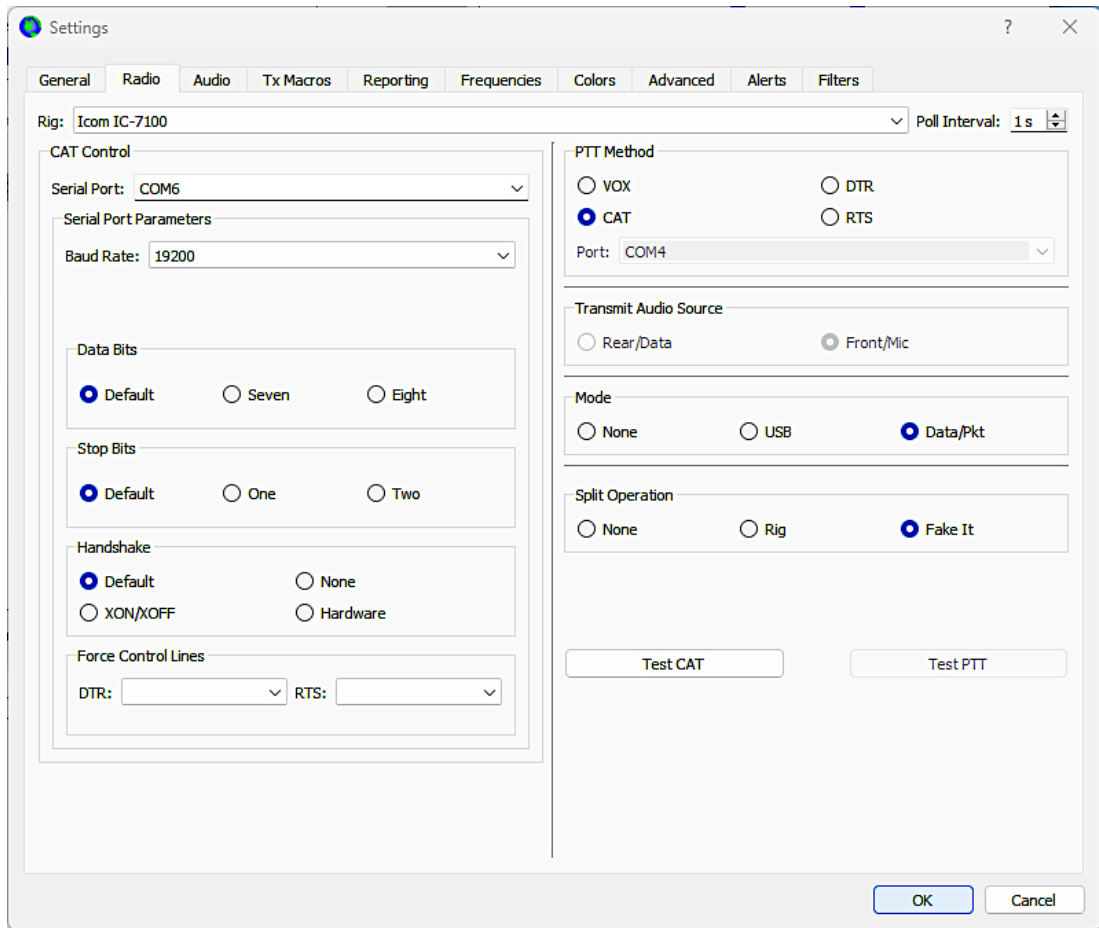 Settings
?
General Radio Audio Tx Macros Reporting Frequencies Colors Advanced Alerts Filters
Rig: Icom IC-7100 Poll Interval: 1 s
CAT Control
Serial Port: COM6
Serial Port Parameters
Baud Rate: 19200
Data Bits
Default Seven Eight
Stop Bits
Default One Two
Handshake
Default None
XON/XOFF Hardware
Force Control Lines
DTR: RTS:
PTT Method
VOX DTR
CAT RTS
Port: COM4
Transmit Audio Source
Rear/Data Front/Mic
Mode
None USB Data/Pkt
Split Operation
None Rig Fake It
Test CAT Test PTT
OK Cancel